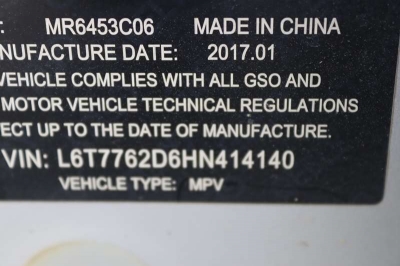 MR6453C06 MADE IN CHINA
NUFACTURE DATE: 2017.01
VEHICLE COMPLIES WITH ALL GSO AND
MOTOR VEHICLE TECHNICAL REGULATIONS
FECT UP TO THE DATE OF MANUFACTURE.
VIN: L6T7762D6HN414140
VEHICLE TYPE: MPV